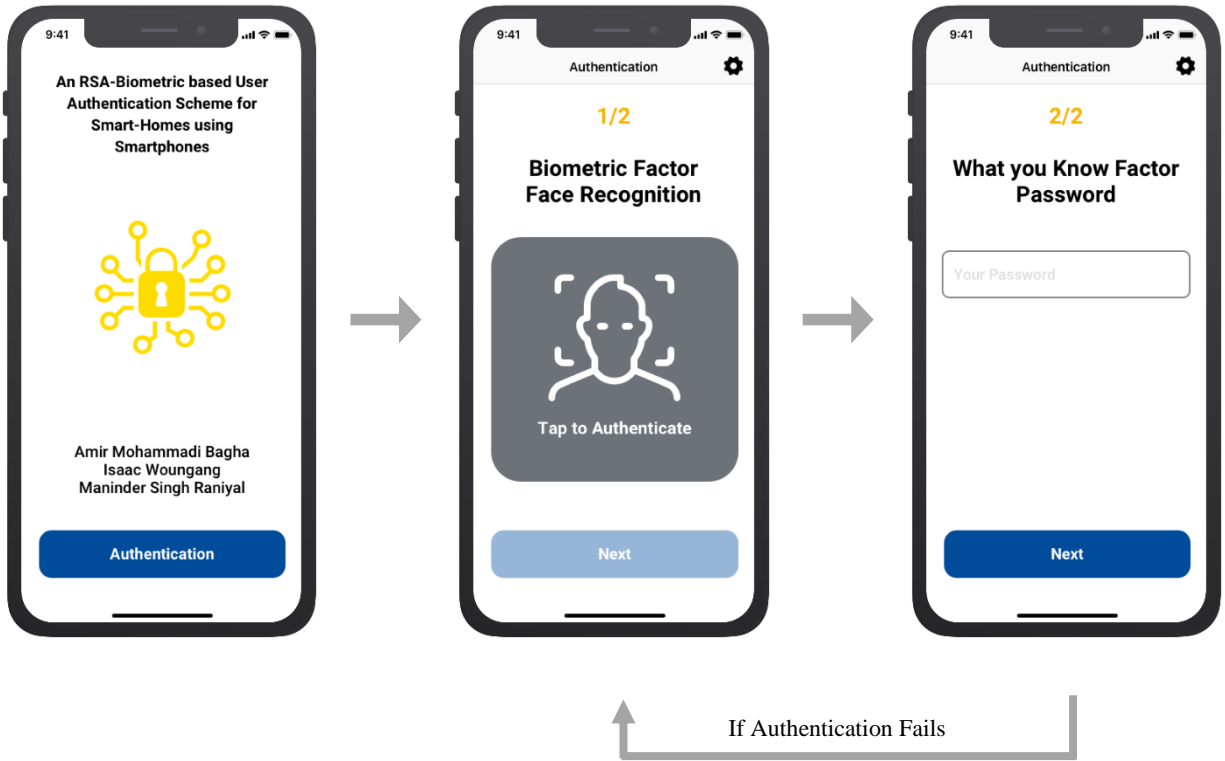 9:41
An RSA-Biometric based User
Authentication Scheme for
Smart-Homes using
Smartphones
Amir Mohammadi Bagha
Isaac Woungang
Maninder Singh Raniyal
Authentication
9:41
Authentication
1/2
Biometric Factor
Face Recognition
Tap to Authenticate
Next
9:41
Authentication
2/2
What you Know Factor
Password
Your Password
Next
If Authentication Fails